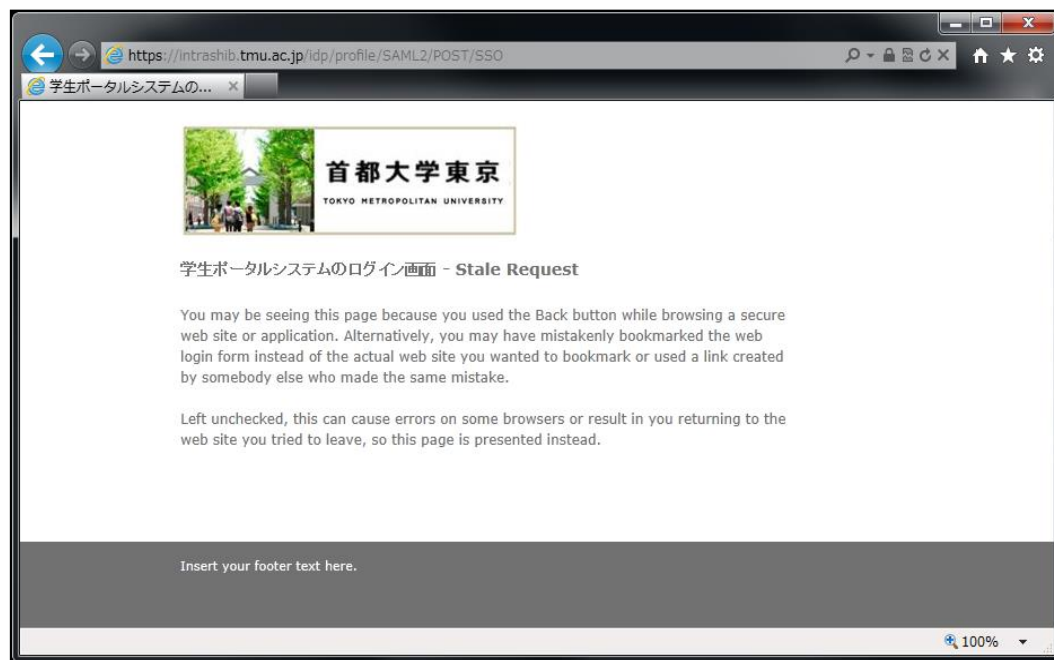 https://intrashib.tmu.ac.jp/idp/profile/SAML2/POST/SSO
学生ポータルシステムの...
首都大学東京
TOKYO METROPOLITAN UNIVERSITY
学生ポータルシステムのログイン画面 - Stale Request
You may be seeing this page because you used the Back button while browsing a secure
web site or application. Alternatively, you may have mistakenly bookmarked the web
login form instead of the actual web site you wanted to bookmark or used a link created
by somebody else who made the same mistake.
Left unchecked, this can cause errors on some browsers or result in you returning to the
web site you tried to leave, so this page is presented instead.
Insert your footer text here.
100%